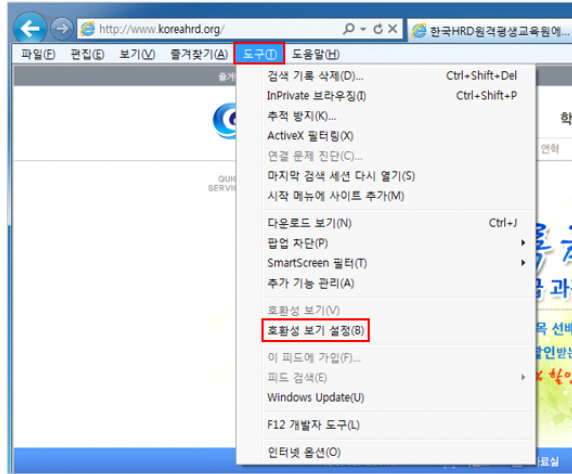 http://www.koreahrd.org/
한국HRD원격평생교육원에...
파일(F) 편집(E) 보기(V) 즐겨찾기(A) 도구(T) 도움말(H)
검색 기록 삭제(D)... Ctrl+Shift+Del
InPrivate 브라우징(I) Ctrl+Shift+P
추적 방지(K)...
ActiveX 필터링(X)
연결 문제 진단(C)...
마지막 검색 세션 다시 열기(S)
시작 메뉴에 사이트 추가(M)
다운로드 보기(N) Ctrl+J
팝업 차단(P)
SmartScreen 필터(T)
추가 기능 관리(A)
호환성 보기(V)
호환성 보기 설정(B)
이 피드에 가입(F)...
피드 검색(E)
Windows Update(U)
F12 개발자 도구(L)
인터넷 옵션(O)
연혁
QUIC
SERVI